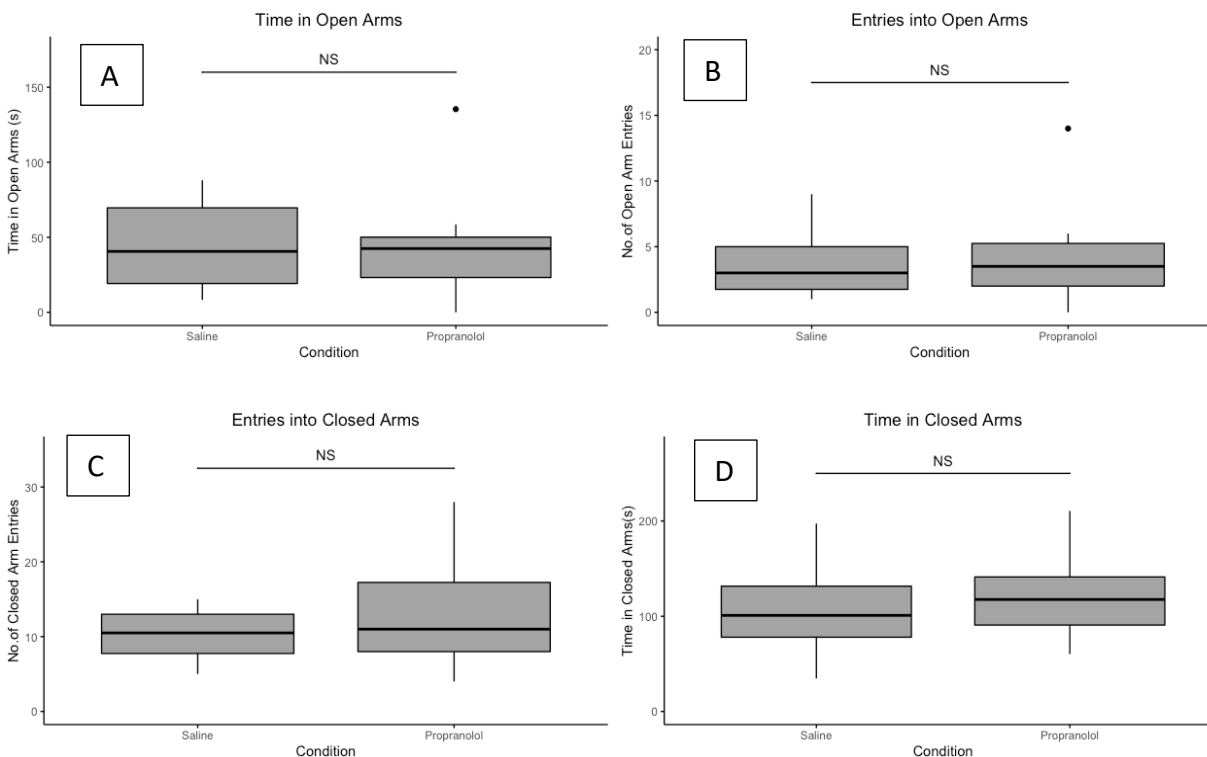 Time in Open Arms
A
NS
150
100
50
0
Time in Open Arms (s)
Saline
Propranolol
Condition
Entries into Open Arms
B
NS
20
15
10
5
0
No.of Open Arm Entries
Saline
Propranolol
Condition
Entries into Closed Arms
C
NS
30
20
10
0
No.of Closed Arm Entries
Saline
Propranolol
Condition
Time in Closed Arms
D
NS
200
100
0
Time in Closed Arms(s)
Saline
Propranolol
Condition